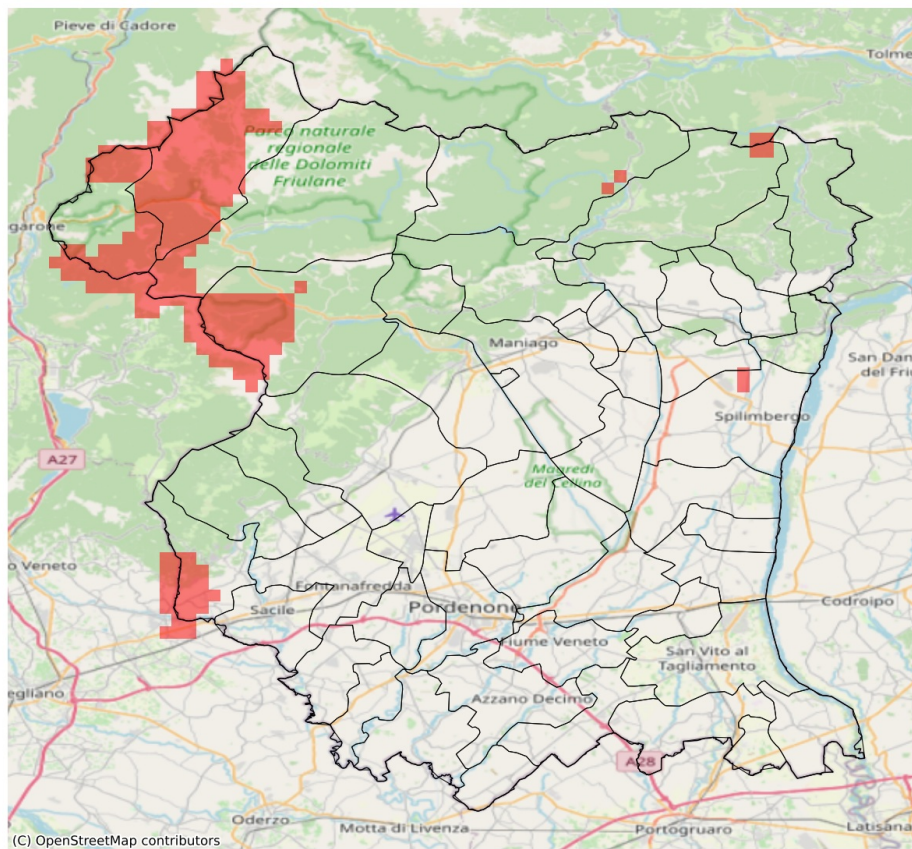 Pieve di Cadore
Tolme
Parco naturale
regionale
delle Dolomiti
Friulane
garone
Maniago
San Dan
del Friu
Spilimbergo
A27
Magredi
del Cellina
o Veneto
Fontanafredda
Sacile
Pordenone
Codroipo
Fiume Veneto
San Vito al
Tagliamento
egliano
Azzano Decimo
A28
Oderzo
Motta di Livenza
Portogruaro
Latisana
(C) OpenStreetMap contributors